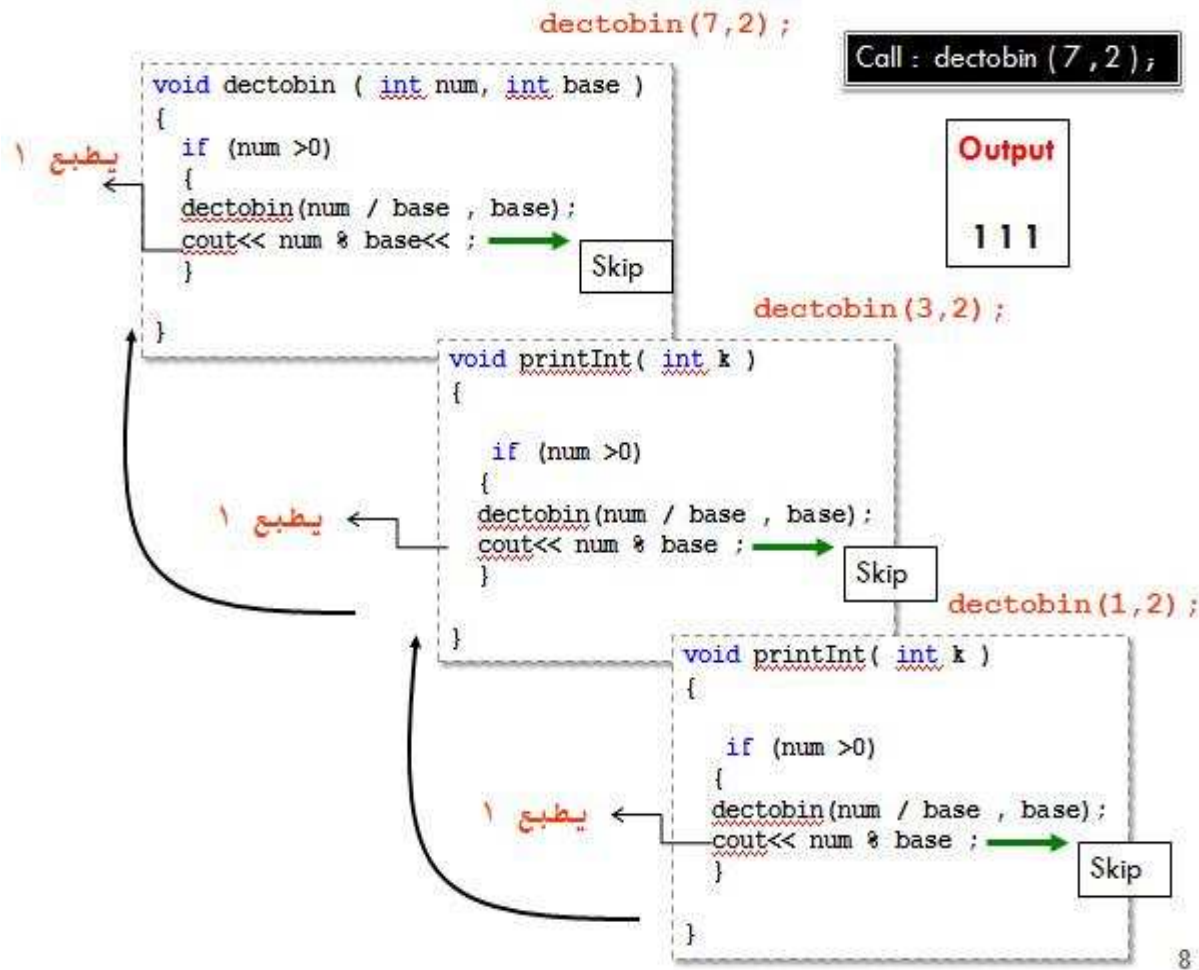 dectobin(7,2);
Call : dectobin ( 7 , 2 );
void dectobin ( int num, int base )
{
if (num >0)
{
dectobin(num / base , base);
cout<< num % base<< ;
}
}
يطبع ١
Skip
Output
1 1 1
dectobin(3,2);
void printInt( int k )
{
if (num >0)
{
dectobin(num / base , base);
cout<< num % base ;
}
}
يطبع ١
Skip
dectobin(1,2);
void printInt( int k )
{
if (num >0)
{
dectobin(num / base , base);
cout<< num % base ;
}
}
يطبع ١
Skip
8